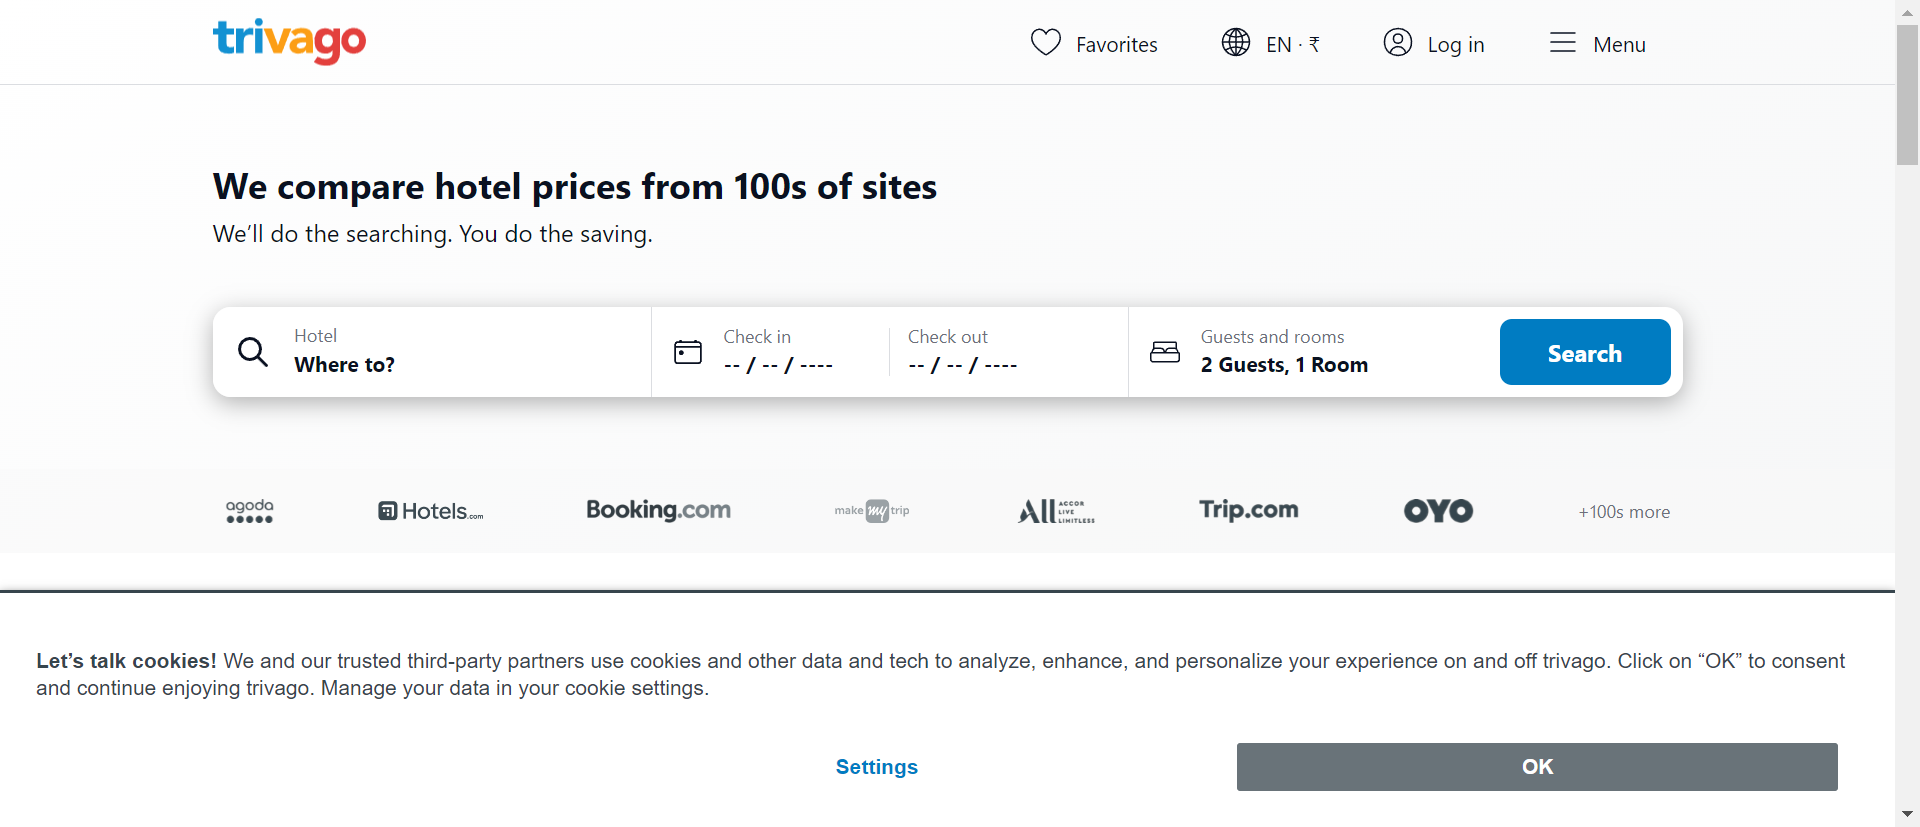 trivago
Favorites
EN · ₹
Log in
Menu
We compare hotel prices from 100s of sites
We’ll do the searching. You do the saving.
Hotel
Where to?
Check in
-- / -- / ----
Check out
-- / -- / ----
Guests and rooms
2 Guests, 1 Room
Search
agoda
Hotels.com
Booking.com
make my trip
All ACCOR
LIVE
LIMITLESS
Trip.com
OYO
+100s more
Let’s talk cookies! We and our trusted third-party partners use cookies and other data and tech to analyze, enhance, and personalize your experience on and off trivago. Click on “OK” to consent
and continue enjoying trivago. Manage your data in your cookie settings.
Settings
OK